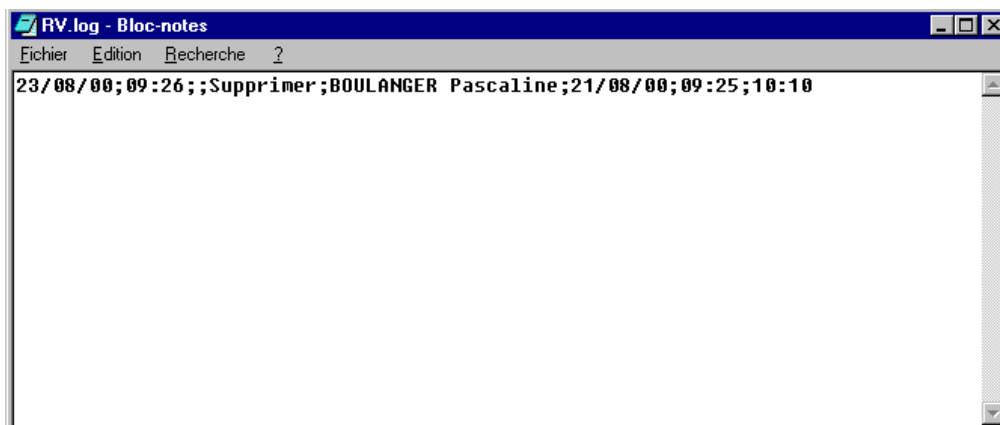 RV.log - Bloc-notes
Fichier Edition Recherche ?
23/08/00;09:26;;Supprimer;BOULANGER Pascaline;21/08/00;09:25;10:10